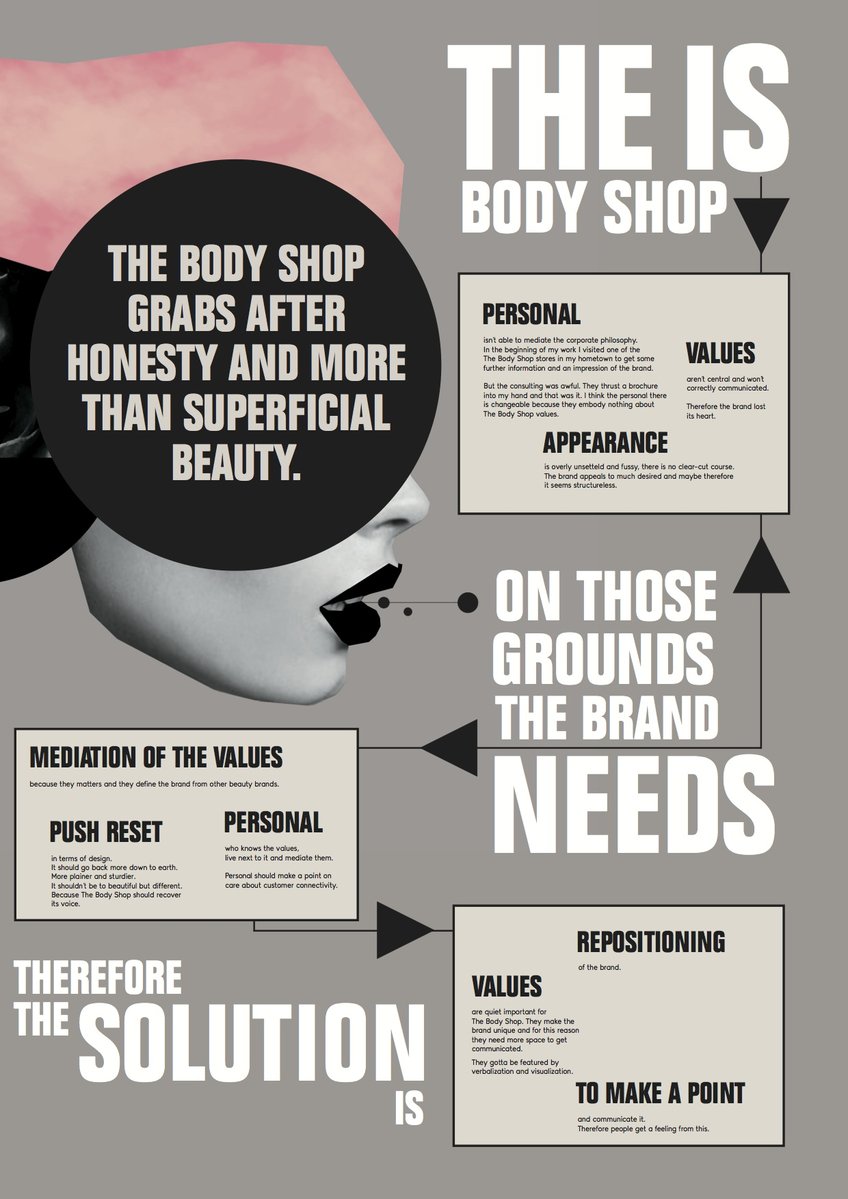 THE IS
BODY SHOP
THE BODY SHOP
GRABS AFTER
HONESTY AND MORE
THAN SUPERFICIAL
BEAUTY.
PERSONAL
isn't able to mediate the corporate philosophy.
In the beginning of my work I visited one of the
The Body Shop stores in my hometown to get some
further information and an impression of the brand.
But the consulting was awful. They thrust a brochure
into my hand and that was it. I think the personal there
is changeable because they embody nothing about
The Body Shop values.
VALUES
aren't central and won't
correctly communicated.
Therefore the brand lost
its heart.
APPEARANCE
is overly unsetteld and fussy, there is no clear-cut course.
The brand appeals to much desired and maybe therefore
it seems structureless.
ON THOSE
GROUNDS
THE BRAND
NEEDS
MEDIATION OF THE VALUES
because they matters and they define the brand from other beauty brands.
PUSH RESET
in terms of design.
It should go back more down to earth.
More plainer and sturdier.
It shouldn't be to beautiful but different.
Because The Body Shop should recover
its voice.
PERSONAL
who knows the values,
live next to it and mediate them.
Personal should make a point on
care about customer connectivity.
THEREFORE
THE SOLUTION
IS
REPOSITIONING
of the brand.
VALUES
are quiet important for
The Body Shop. They make the
brand unique and for this reason
they need more space to get
communicated.
They gotta be featured by
verbalization and visualization.
TO MAKE A POINT
and communicate it.
Therefore people get a feeling from this.